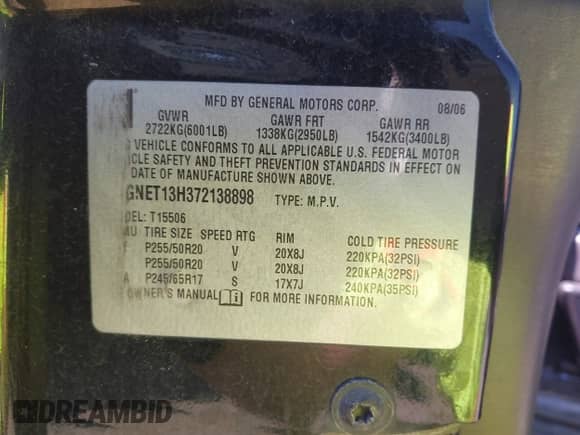 MFD BY GENERAL MOTORS CORP. 08/06
GVWR GAWR FRT GAWR RR
2722KG(6001LB) 1338KG(2950LB) 1542KG(3400LB)
VEHICLE CONFORMS TO ALL APPLICABLE U.S. FEDERAL MOTOR
CLE SAFETY AND THEFT PREVENTION STANDARDS IN EFFECT ON
DATE OF MANUFACTURE SHOWN ABOVE.
GNET13H372138898 TYPE: M.P.V.
DEL: T15506
TIRE SIZE SPEED RTG RIM COLD TIRE PRESSURE
P255/50R20 V 20X8J 220KPA(32PSI)
P255/50R20 V 20X8J 220KPA(32PSI)
A P245/65R17 S 17X7J 240KPA(35PSI)
OWNER'S MANUAL i FOR MORE INFORMATION.
DREAMBID